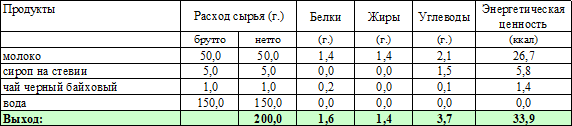 Продукты Расход сырья (г.) Белки Жиры Углеводы Энергетическая ценность
брутто нетто (г.) (г.) (г.) (ккал)
молоко 50,0 50,0 1,4 1,4 2,1 26,7
сироп на стевии 5,0 5,0 0,0 0,0 1,5 5,8
чай черный байховый 1,0 1,0 0,2 0,0 0,1 1,4
вода 150,0 150,0 0,0 0,0 0,0 0,0
Выход: 200,0 1,6 1,4 3,7 33,9